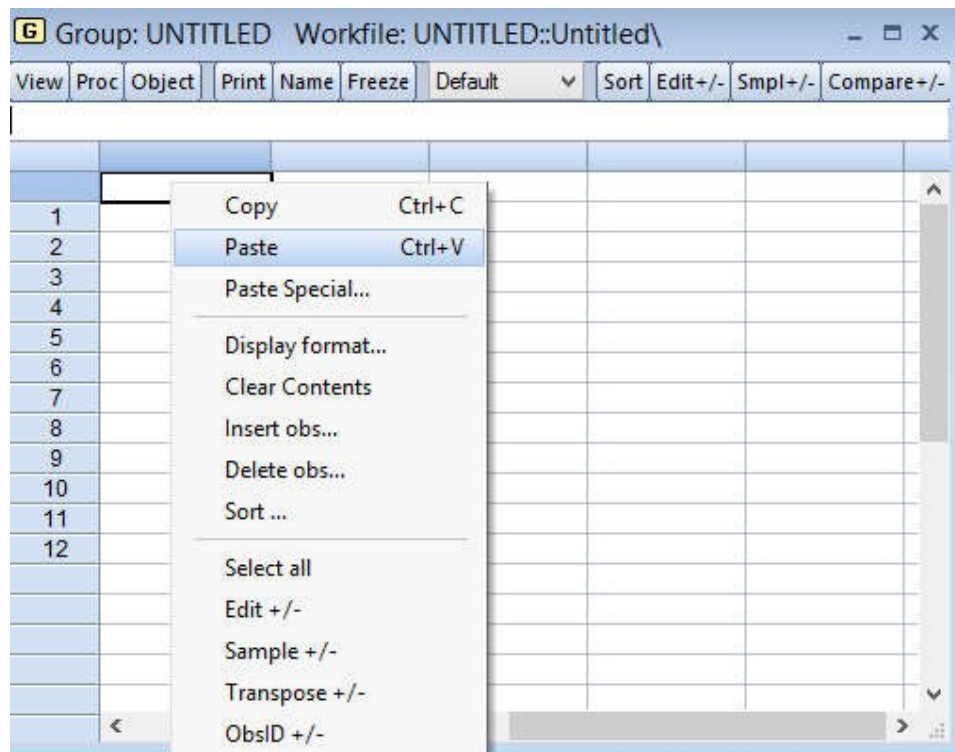 G Group: UNTITLED Workfile: UNTITLED::Untitled\
View Proc Object Print Name Freeze Default Sort Edit+/- Smpl+/- Compare+/-
1
2
3
4
5
6
7
8
9
10
11
12
Copy Ctrl+C
Paste Ctrl+V
Paste Special...
Display format...
Clear Contents
Insert obs...
Delete obs...
Sort ...
Select all
Edit +/-
Sample +/-
Transpose +/-
ObsID +/-